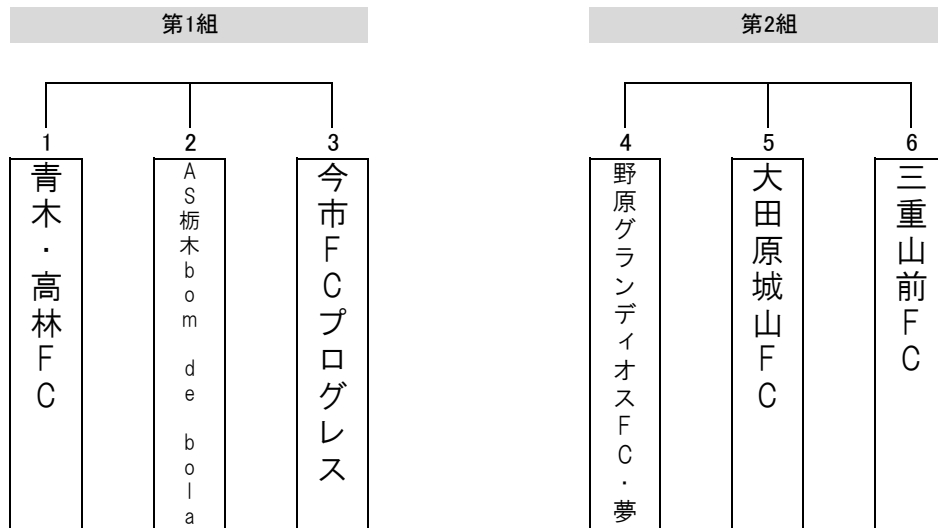 第1組
第2組
1
2
3
4
5
6
青木・高林FC
AS栃木bom de bola
今市FCプログレス
野原グランディオスFC・夢
大田原城山FC
三重山前FC